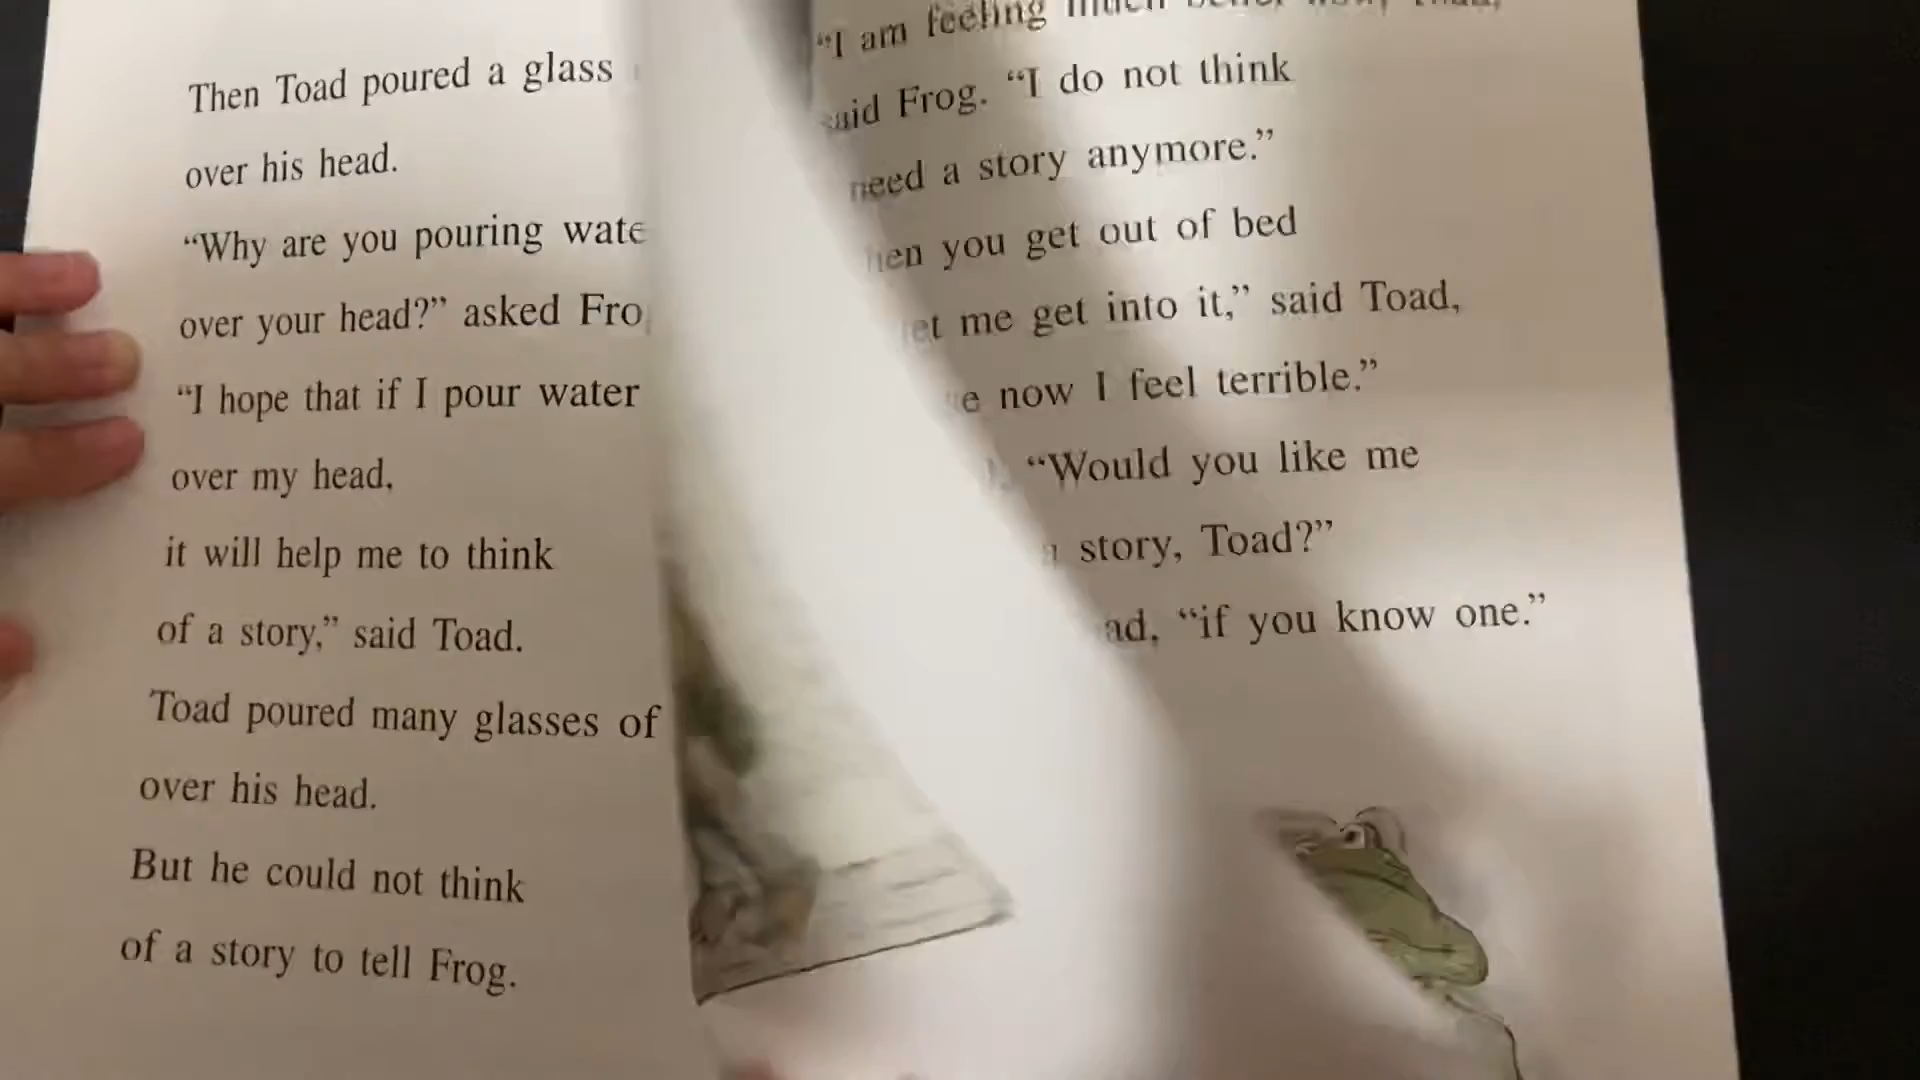 Then Toad poured a glass
over his head.
“Why are you pouring wate
over your head?” asked Fro
“I hope that if I pour water
over my head,
it will help me to think
of a story,” said Toad.
Toad poured many glasses of
over his head.
But he could not think
of a story to tell Frog.
“I am feeling much
said Frog. “I do not think
need a story anymore.”
hen you get out of bed
et me get into it,” said Toad,
e now I feel terrible.”
“Would you like me
story, Toad?”
ad, “if you know one.”